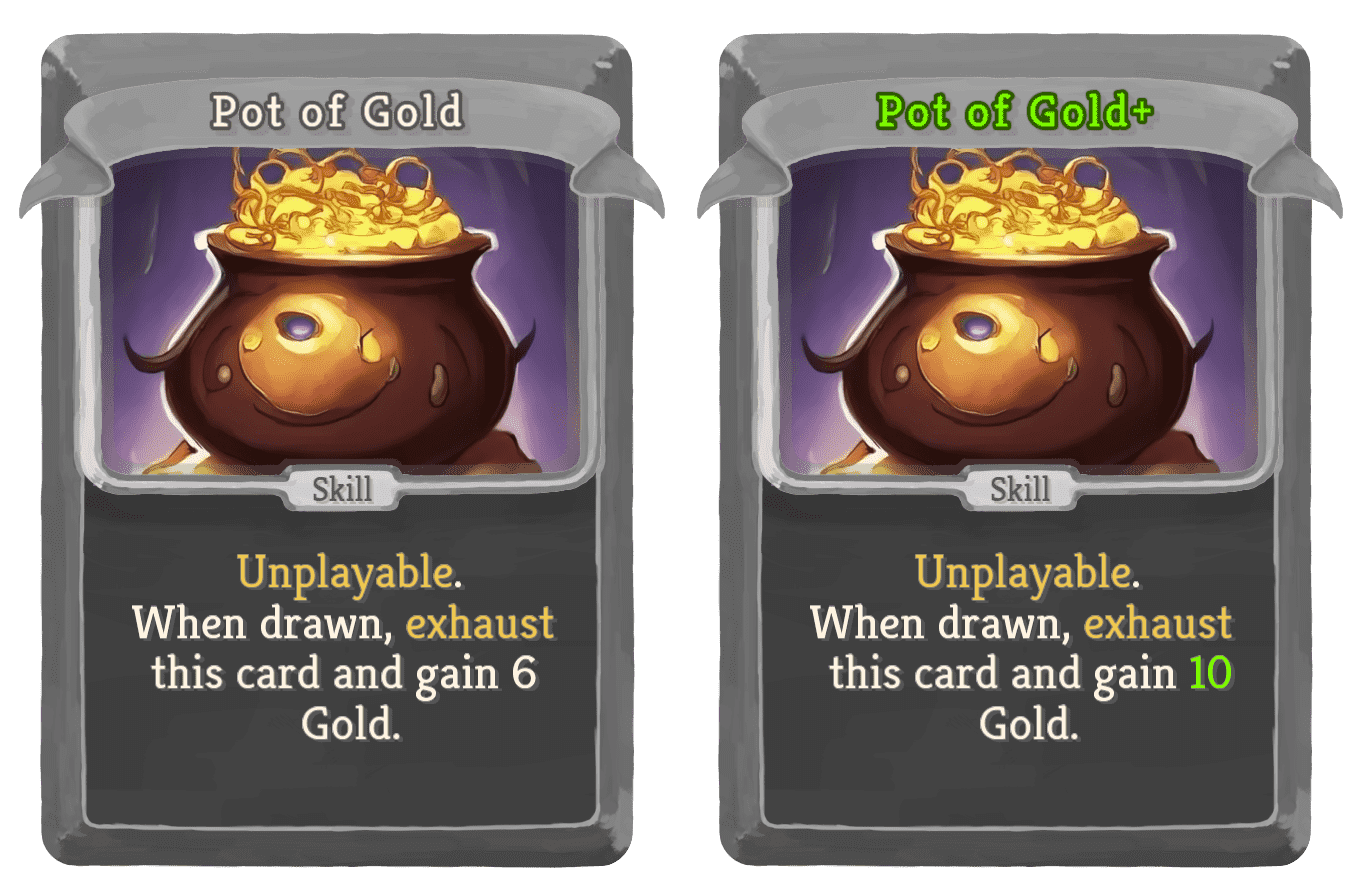 Pot of Gold
Skill
Unplayable.
When drawn, exhaust
this card and gain 6
Gold.
Pot of Gold+
Skill
Unplayable.
When drawn, exhaust
this card and gain 10
Gold.